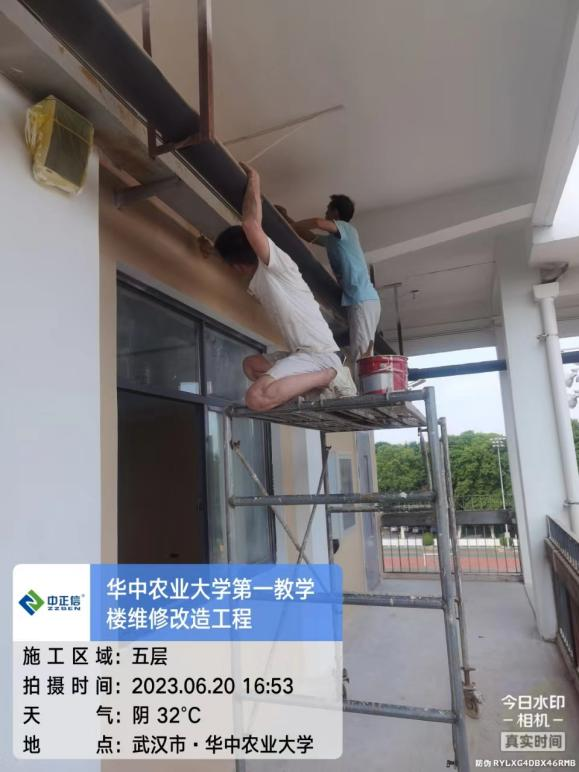 中正信®
ZZGEN
华中农业大学第一教学
楼维修改造工程
施工区域：五层
拍摄时间：2023.06.20 16:53
天气：阴 32°C
地点：武汉市·华中农业大学
今日水印
-相机-
真实时间
防伪 RYLXG4DBX46RMB